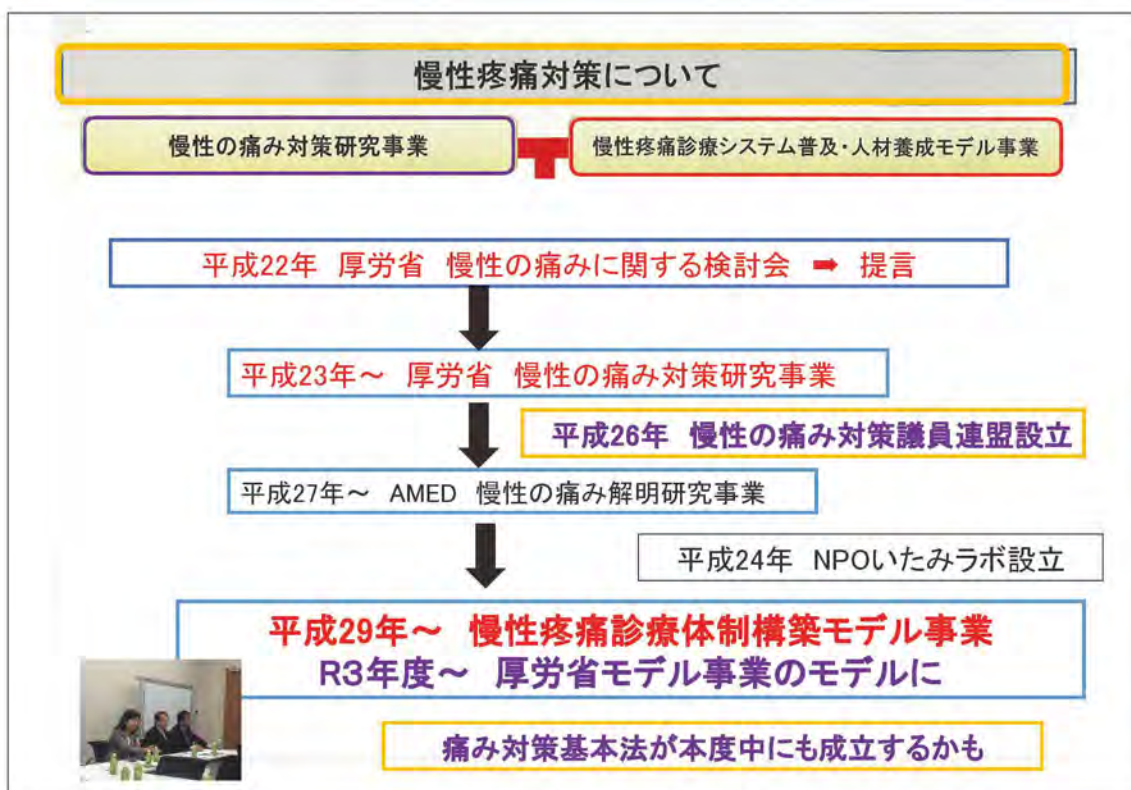 慢性疼痛対策について
慢性の痛み対策研究事業
慢性疼痛診療システム普及・人材養成モデル事業
平成22年 厚労省 慢性の痛みに関する検討会 ➡ 提言
平成23年～ 厚労省 慢性の痛み対策研究事業
平成26年 慢性の痛み対策議員連盟設立
平成27年～ AMED 慢性の痛み解明研究事業
平成24年 NPOいたみラボ設立
平成29年～ 慢性疼痛診療体制構築モデル事業
R3年度～ 厚労省モデル事業のモデルに
痛み対策基本法が本度中にも成立するかも